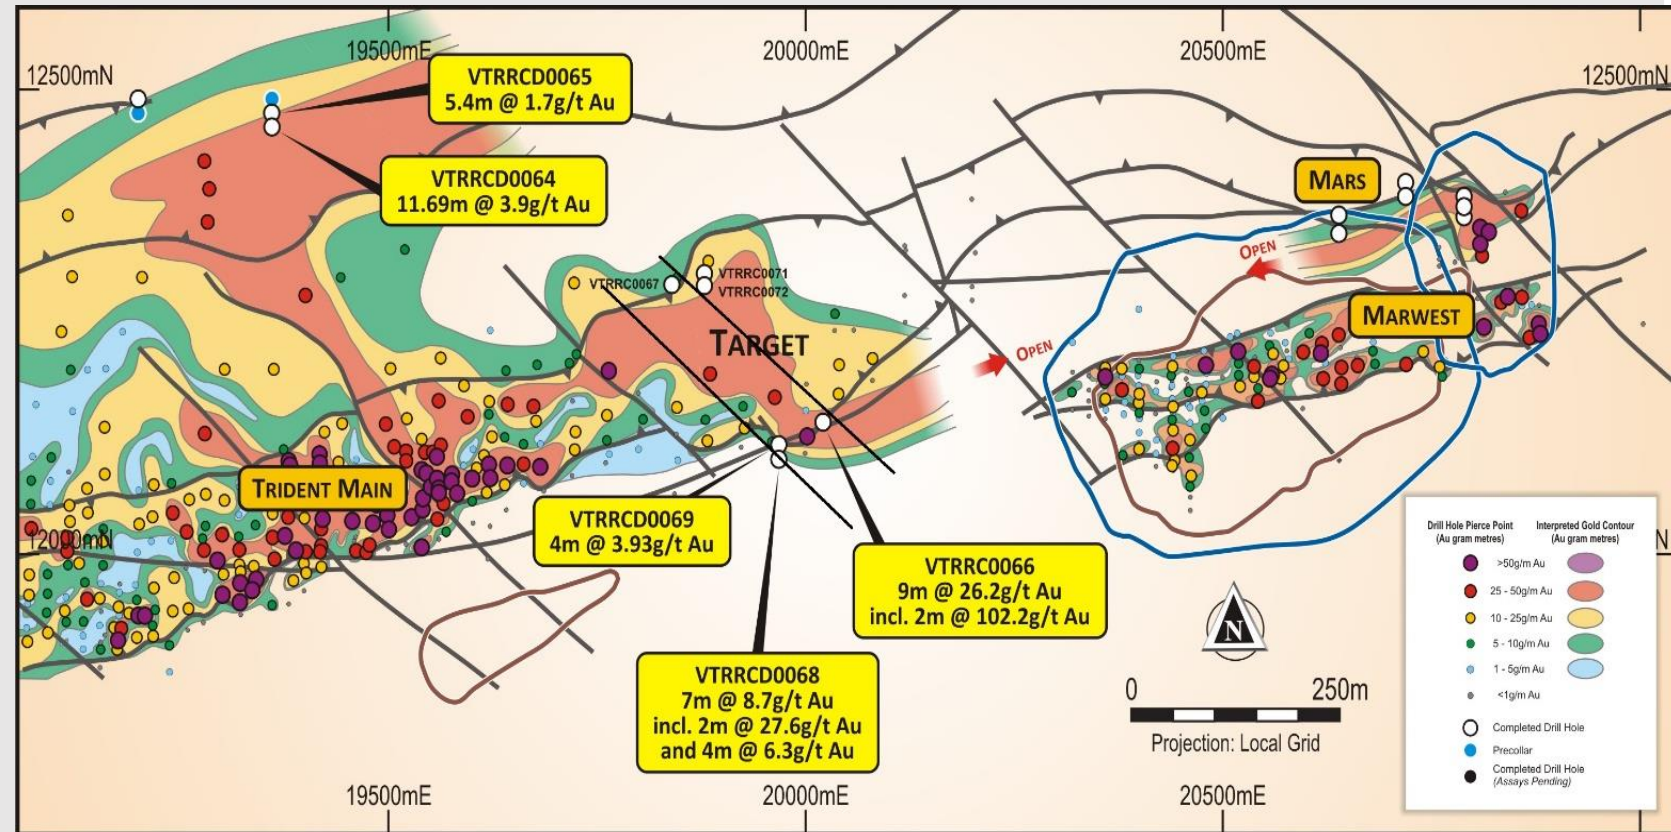 19500mE
20000mE
20500mE
12500mN
12500mN
VTRRCD0065
5.4m @ 1.7g/t Au
VTRRCD0064
11.69m @ 3.9g/t Au
MARS
OPEN
VTRRC0067
VTRRC0071
VTRRC0072
MARWEST
TARGET
OPEN
TRIDENT MAIN
12000mN
N
VTRRCD0069
4m @ 3.93g/t Au
VTRRC0066
9m @ 26.2g/t Au
incl. 2m @ 102.2g/t Au
VTRRCD0068
7m @ 8.7g/t Au
incl. 2m @ 27.6g/t Au
and 4m @ 6.3g/t Au
N
0 250m
Projection: Local Grid
Drill Hole Pierce Point Interpreted Gold Contour
(Au gram metres) (Au gram metres)
>50g/m Au
25 - 50g/m Au
10 - 25g/m Au
5 - 10g/m Au
1 - 5g/m Au
<1g/m Au
Completed Drill Hole
Precollar
Completed Drill Hole
(Assays Pending)
19500mE
20000mE
20500mE